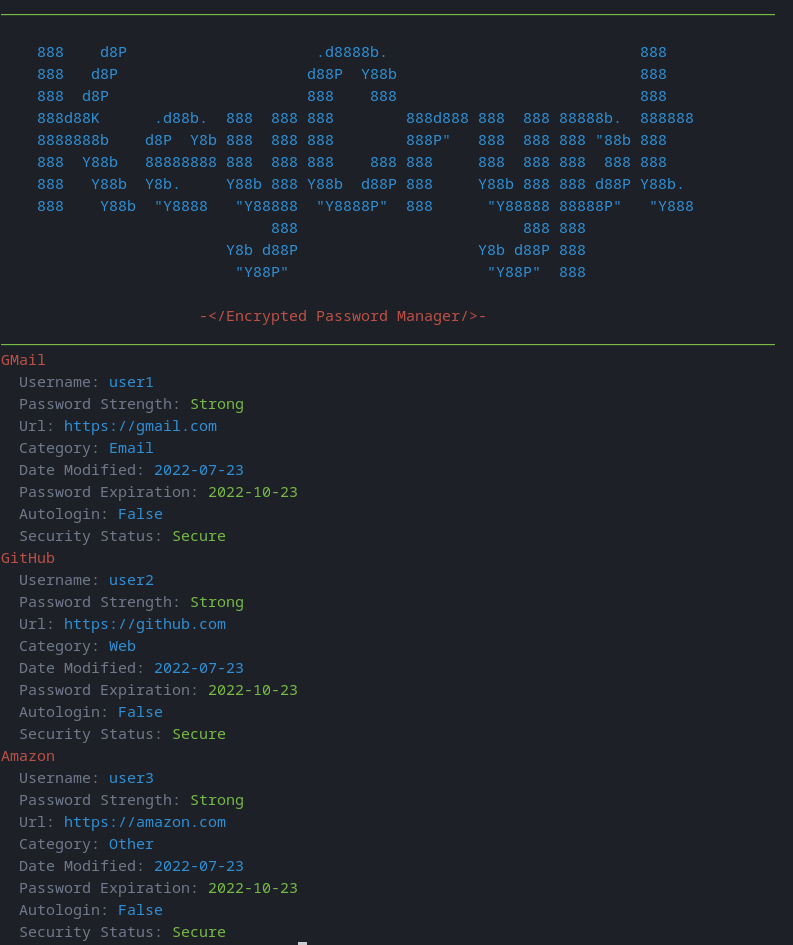 888    d8P                     .d8888b.                            888
888   d8P                     d88P  Y88b                           888
888  d8P                      888    888                           888
888d88K      .d88b.  888  888 888        888d888 888  888 88888b.  888888
8888888b    d8P  Y8b 888  888 888        888P"   888  888 888 "88b 888
888  Y88b   88888888 888  888 888    888 888     888  888 888  888 888
888   Y88b  Y8b.     Y88b 888 Y88b  d88P 888     Y88b 888 888 d88P Y88b.
888    Y88b  "Y8888   "Y88888  "Y8888P"  888      "Y88888 88888P"   "Y888
                          888                         888 888
                     Y8b d88P                    Y8b d88P 888
                      "Y88P"                      "Y88P"  888
-</Encrypted Password Manager/>-
GMail
Username: user1
Password Strength: Strong
Url: https://gmail.com
Category: Email
Date Modified: 2022-07-23
Password Expiration: 2022-10-23
Autologin: False
Security Status: Secure
GitHub
Username: user2
Password Strength: Strong
Url: https://github.com
Category: Web
Date Modified: 2022-07-23
Password Expiration: 2022-10-23
Autologin: False
Security Status: Secure
Amazon
Username: user3
Password Strength: Strong
Url: https://amazon.com
Category: Other
Date Modified: 2022-07-23
Password Expiration: 2022-10-23
Autologin: False
Security Status: Secure